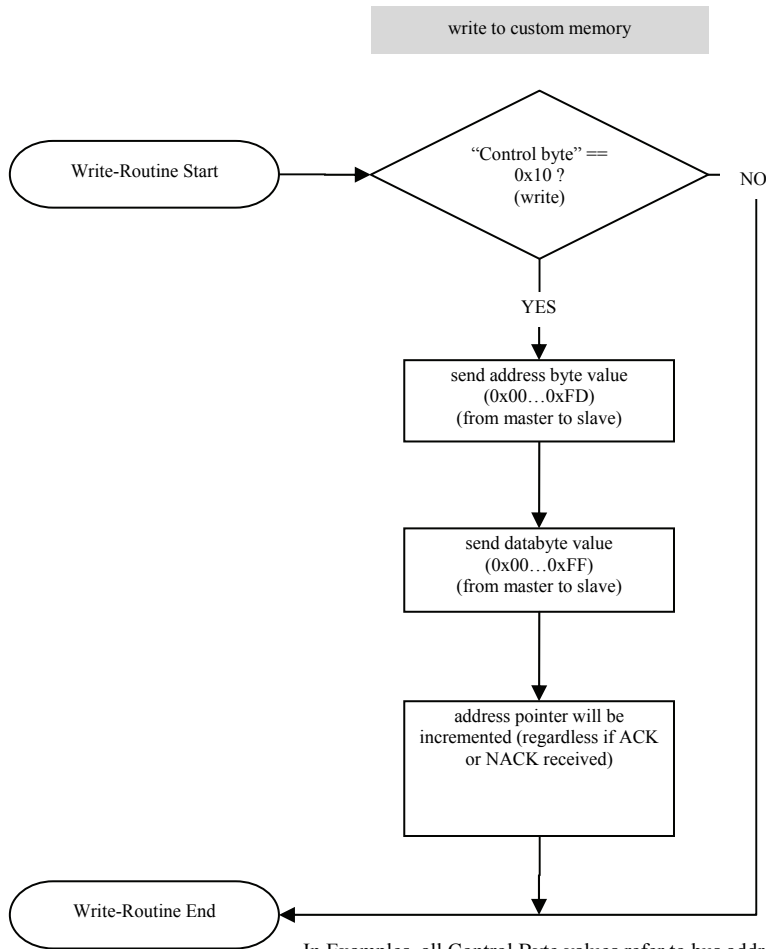 write to custom memory
Write-Routine Start
“Control byte” ==
0x10 ?
(write)
NO
YES
send address byte value
(0x00…0xFD)
(from master to slave)
send databyte value
(0x00…0xFF)
(from master to slave)
address pointer will be
incremented (regardless if ACK
or NACK received)
Write-Routine End